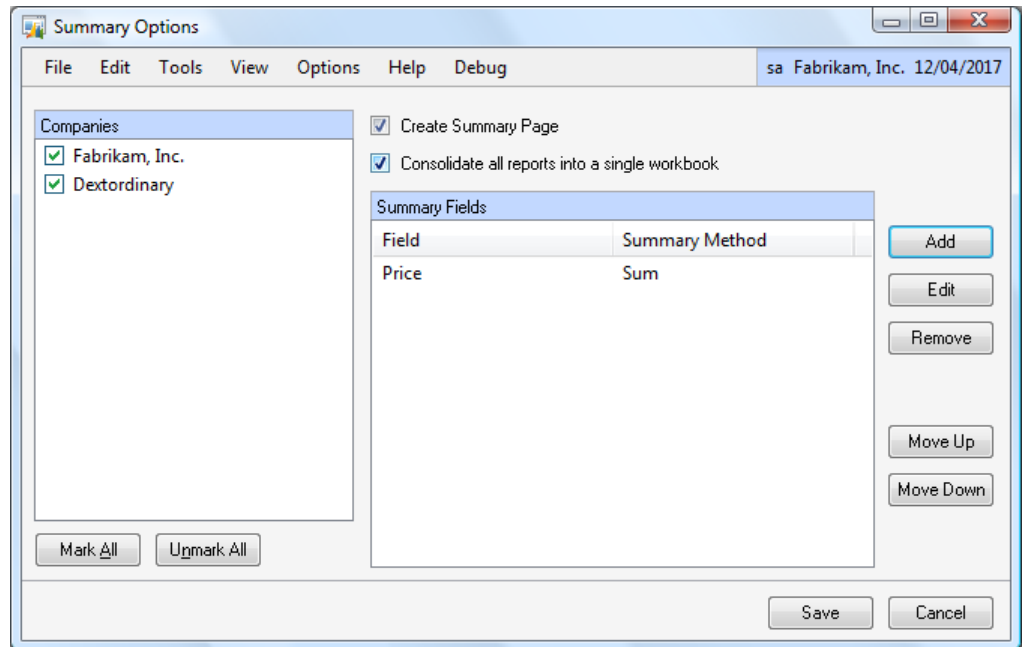 Summary Options
File Edit Tools View Options Help Debug sa Fabrikam, Inc. 12/04/2017
Companies
Fabrikam, Inc.
Dextordinary
Mark All Unmark All
Create Summary Page
Consolidate all reports into a single workbook
Summary Fields
Field Summary Method
Price Sum
Add
Edit
Remove
Move Up
Move Down
Save Cancel